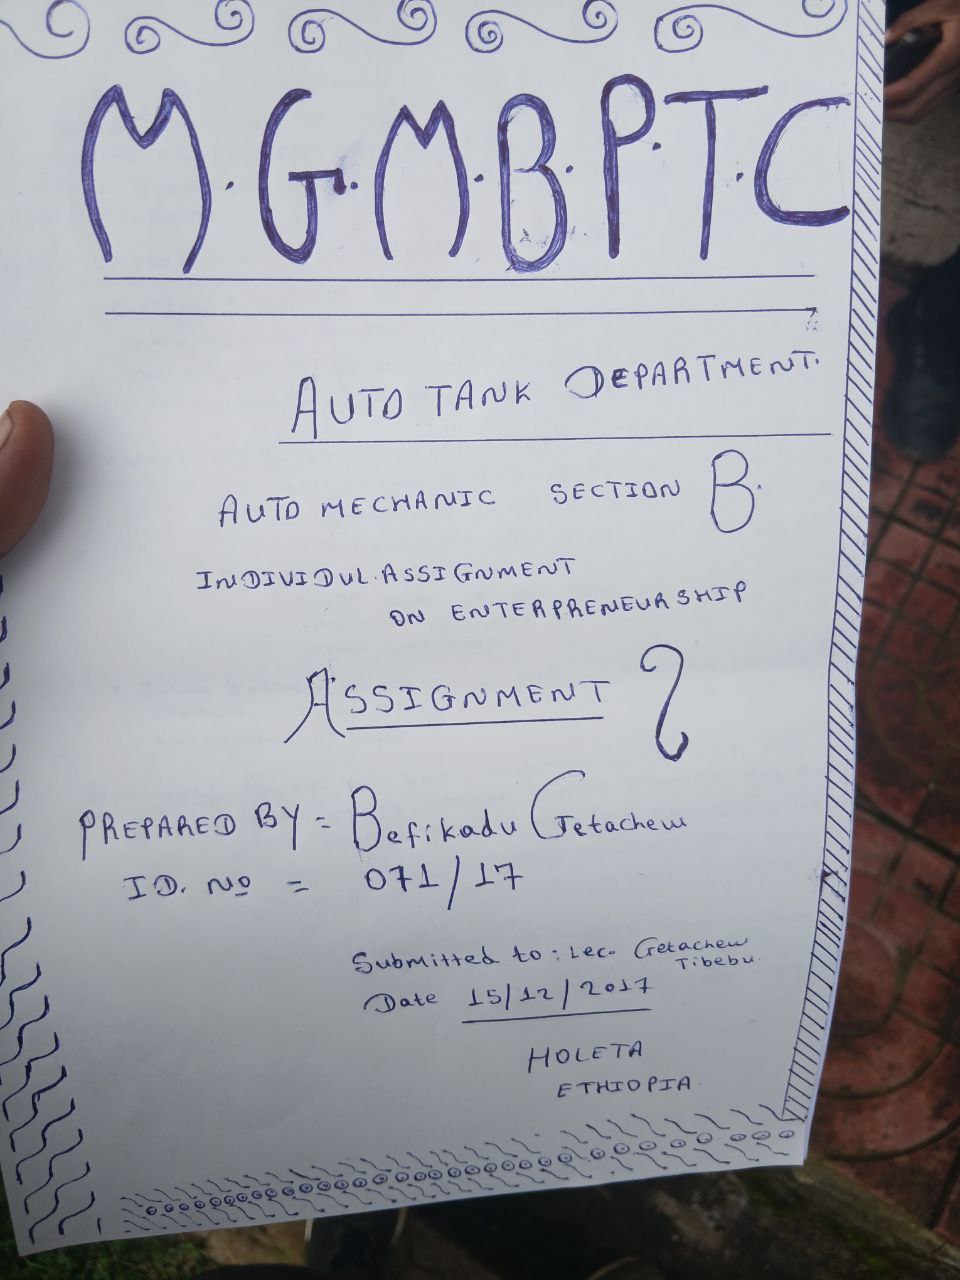 M.G.M.B.P.T.C
AUTO TANK DEPARTMENT.
AUTO MECHANIC SECTION B.
INDIVIDUL.ASSIGNMENT
ON ENTERPRENEURSHIP
ASSIGNMENT
PREPARED BY = Befikadu Getachew
ID. No = 071/17
Submitted to: Lec. Getachew
Tibebu.
Date 15/12/2017
HOLETA
ETHIOPIA.